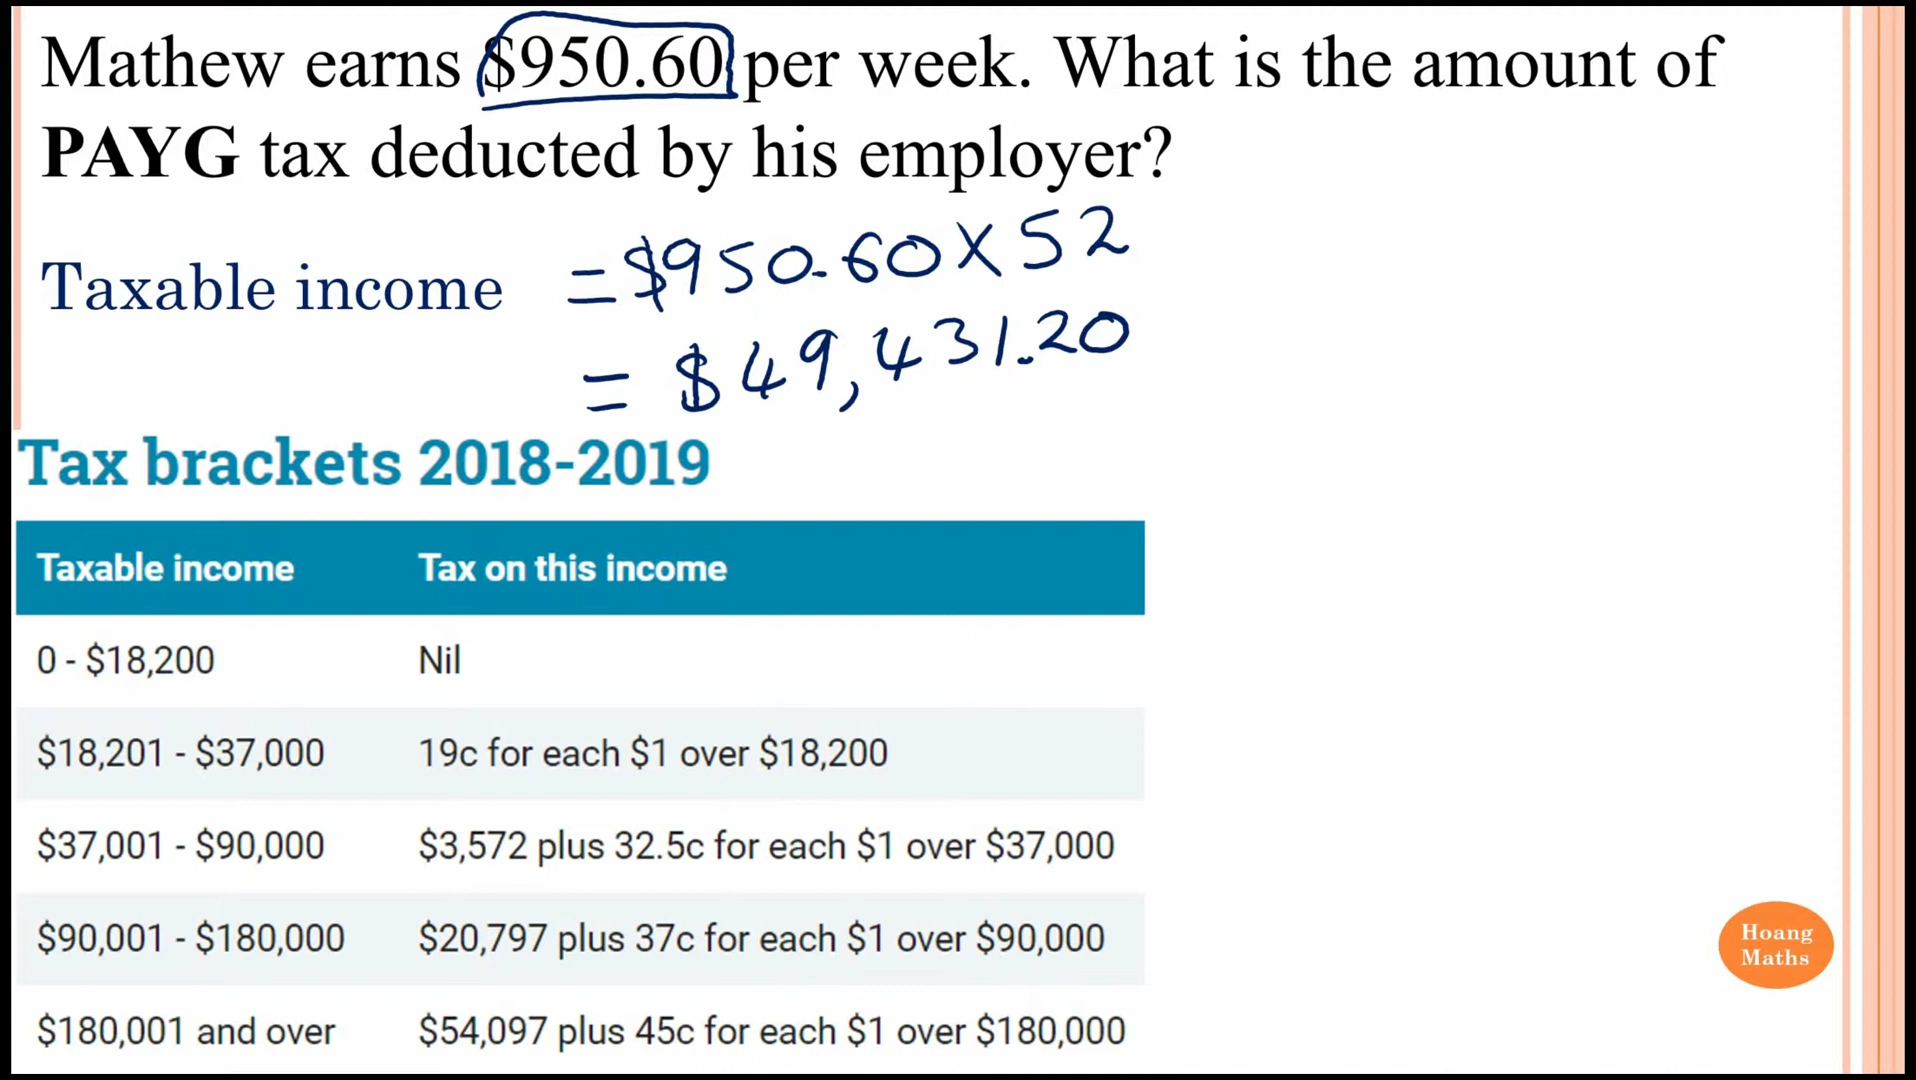 Mathew earns $950.60 per week. What is the amount of
PAYG tax deducted by his employer?
Taxable income = $950.60 × 52
= $49,431.20
Tax brackets 2018-2019
Taxable income Tax on this income
0 - $18,200 Nil
$18,201 - $37,000 19c for each $1 over $18,200
$37,001 - $90,000 $3,572 plus 32.5c for each $1 over $37,000
$90,001 - $180,000 $20,797 plus 37c for each $1 over $90,000
$180,001 and over $54,097 plus 45c for each $1 over $180,000
Hoang
Maths